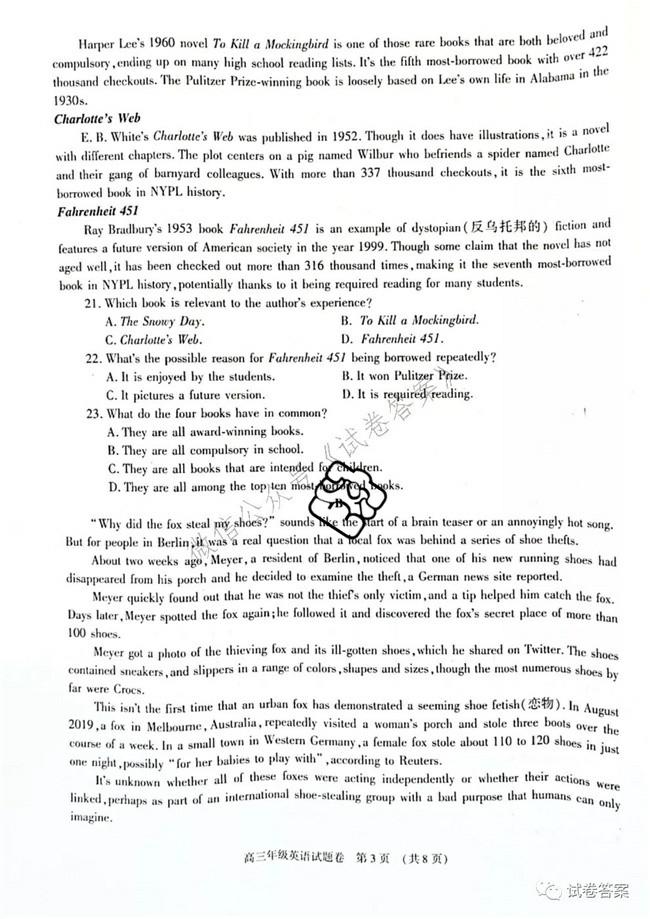 Harper Lee's 1960 novel To Kill a Mockingbird is one of those rare books that are both beloved and
compulsory,ending up on many high school reading lists. It's the fifth most-borrowed book with over 422
thousand checkouts. The Pulitzer Prize-winning book is loosely based on Lee's own life in Alabama in the
1930s.
Charlotte's Web
E. B. White's Charlotte's Web was published in 1952. Though it does have illustrations,it is a novel
with different chapters. The plot centers on a pig named Wilbur who befriends a spider named Charlotte
and their gang of barnyard colleagues. With more than 337 thousand checkouts,it is the sixth most-
borrowed book in NYPL history.
Fahrenheit 451
Ray Bradbury's 1953 book Fahrenheit 451 is an example of dystopian(反乌托邦的) fiction and
features a future version of American society in the year 1999. Though some claim that the novel has not
aged well,it has been checked out more than 316 thousand times,making it the seventh most-borrowed
book in NYPL history,potentially thanks to it being required reading for many students.
21. Which book is relevant to the author's experience?
A. The Snowy Day.
B. To Kill a Mockingbird.
C. Charlotte's Web.
D. Fahrenheit 451.
22. What's the possible reason for Fahrenheit 451 being borrowed repeatedly?
A. It is enjoyed by the students.
B. It won Pulitzer Prize.
C. It pictures a future version.
D. It is required reading.
23. What do the four books have in common?
A. They are all award-winning books.
B. They are all compulsory in school.
C. They are all books that are intended for children.
D. They are all among the top ten most-borrowed books.
B
"Why did the fox steal my shoes?" sounds like the start of a brain teaser or an annoyingly hot song.
But for people in Berlin,it was a real question that a local fox was behind a series of shoe thefts.
About two weeks ago, Meyer, a resident of Berlin, noticed that one of his new running shoes had
disappeared from his porch and he decided to examine the theft,a German news site reported.
Meyer quickly found out that he was not the thief's only victim,and a tip helped him catch the fox.
Days later,Meyer spotted the fox again;he followed it and discovered the fox's secret place of more than
100 shoes.
Meyer got a photo of the thieving fox and its ill-gotten shoes,which he shared on Twitter. The shoes
contained sneakers,and slippers in a range of colors,shapes and sizes,though the most numerous shoes by
far were Crocs.
This isn't the first time that an urban fox has demonstrated a seeming shoe fetish(恋物). In August
2019,a fox in Melbourne, Australia,repeatedly visited a woman's porch and stole three boots over the
course of a week. In a small town in Western Germany,a female fox stole about 110 to 120 shoes in just
one night,possibly "for her babies to play with",according to Reuters.
It's unknown whether all of these foxes were acting independently or whether their actions were
linked,perhaps as part of an international shoe-stealing group with a bad purpose that humans can only
imagine.
高三年级英语试题卷 第3页 (共8页)
微信公众号《试卷答案》
试卷答案